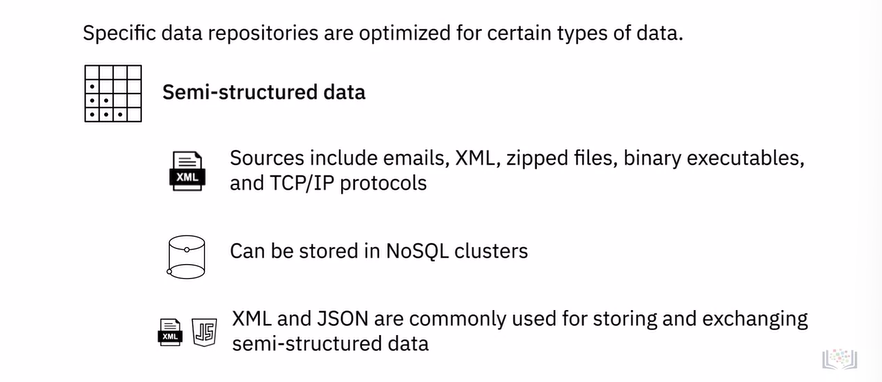 Specific data repositories are optimized for certain types of data.
Semi-structured data
XML
Sources include emails, XML, zipped files, binary executables,
and TCP/IP protocols
Can be stored in NoSQL clusters
XML
JS
XML and JSON are commonly used for storing and exchanging
semi-structured data